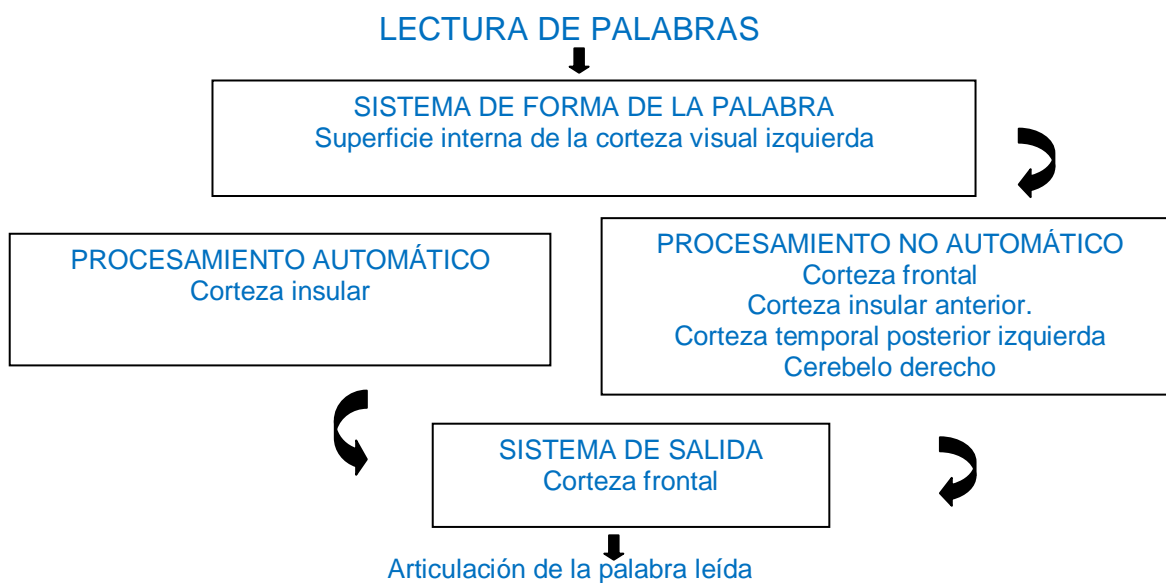 LECTURA DE PALABRAS
SISTEMA DE FORMA DE LA PALABRA
Superficie interna de la corteza visual izquierda
PROCESAMIENTO AUTOMÁTICO
Corteza insular
PROCESAMIENTO NO AUTOMÁTICO
Corteza frontal
Corteza insular anterior.
Corteza temporal posterior izquierda
Cerebelo derecho
SISTEMA DE SALIDA
Corteza frontal
Articulación de la palabra leída